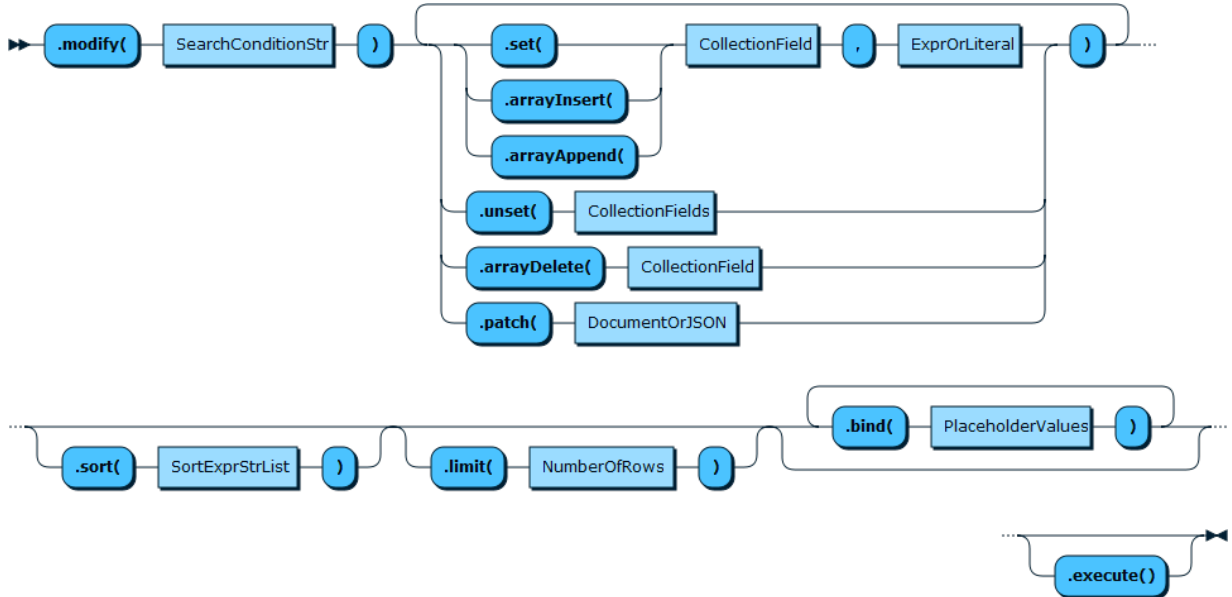 .modify( SearchConditionStr ) .set( CollectionField , ExprOrLiteral )
.arrayInsert(
.arrayAppend(
.unset( CollectionFields
.arrayDelete( CollectionField
.patch( DocumentOrJSON
.bind( PlaceholderValues )
.sort( SortExprStrList ) .limit( NumberOfRows )
.execute()